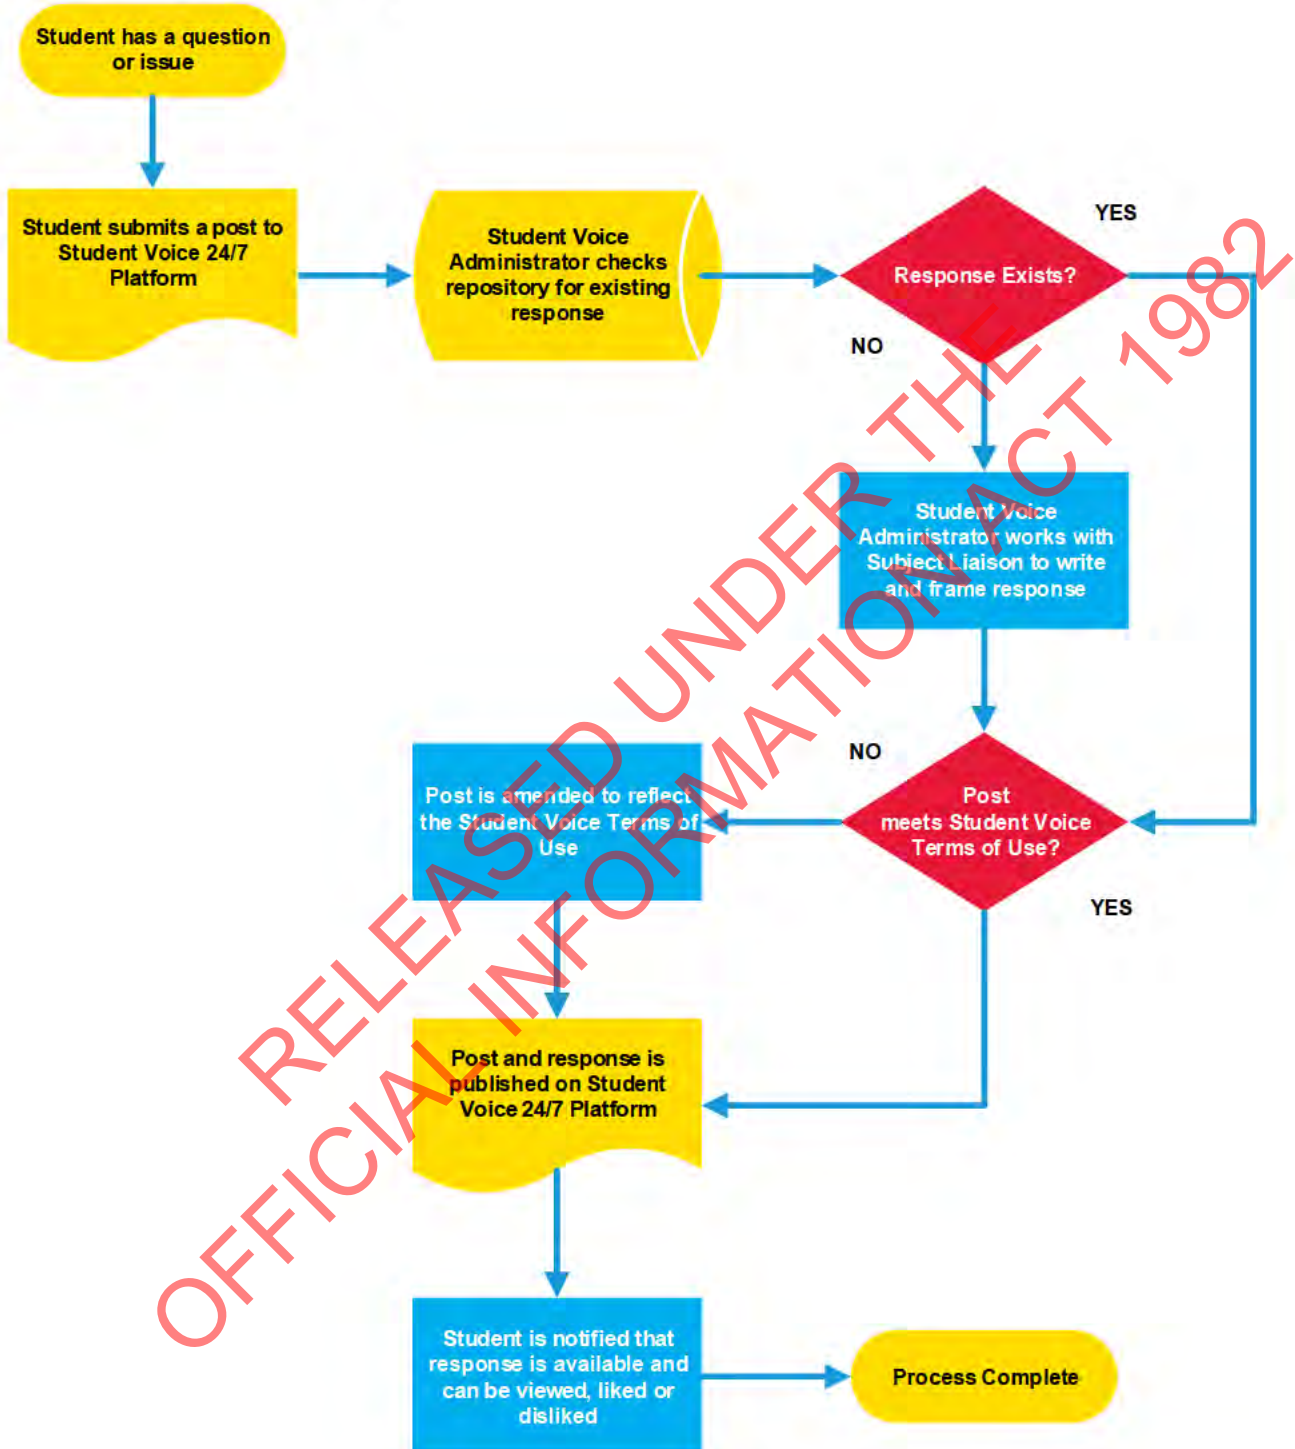 Student has a question
or issue
Student submits a post to
Student Voice 24/7
Platform
Student Voice
Administrator checks
repository for existing
response
Response Exists?
YES
NO
Student Voice
Administrator works with
Subject Liaison to write
and frame response
Post
meets Student Voice
Terms of Use?
NO
YES
Post is amended to reflect
the Student Voice Terms of
Use
Post and response is
published on Student
Voice 24/7 Platform
Student is notified that
response is available and
can be viewed, liked or
disliked
Process Complete
RELEASED UNDER THE
OFFICIAL INFORMATION ACT 1982